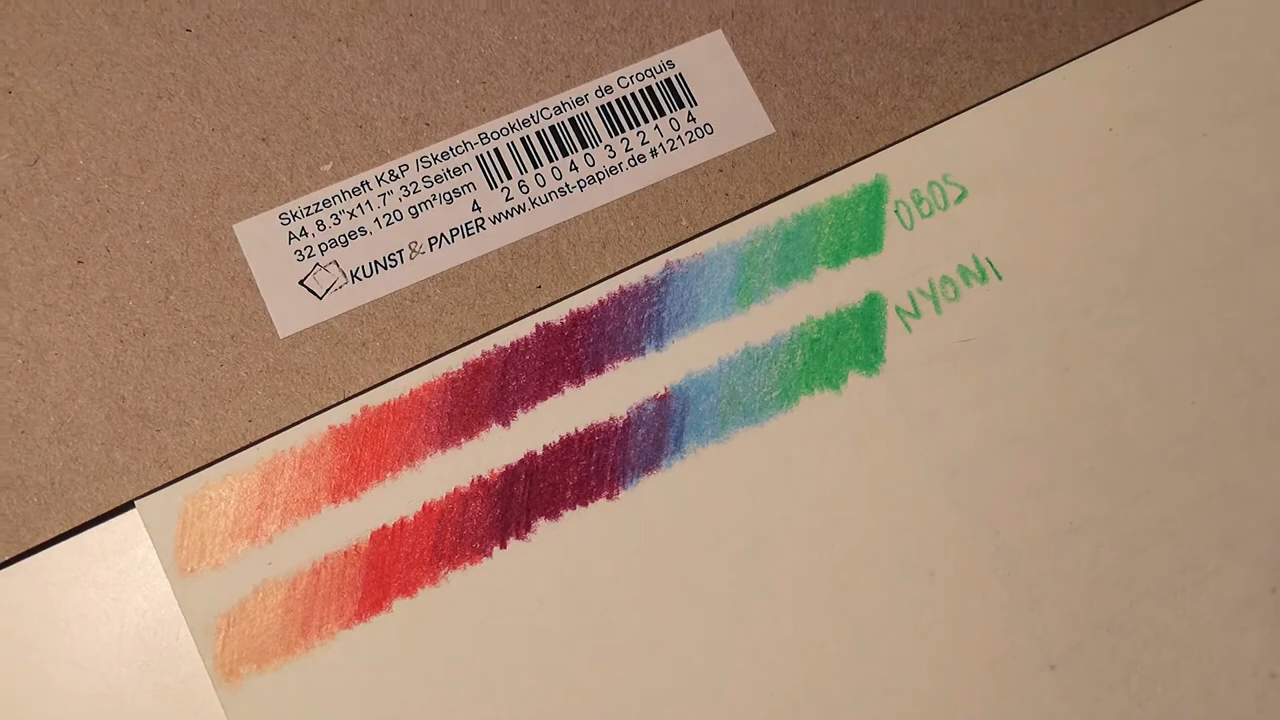 Skizzenheft K&P /Sketch-Booklet/Cahier de Croquis
A4, 8.3"x11.7", 32 Seiten
32 pages, 120 gm²/gsm
4 260040 322104
KUNST & PAPIER www.kunst-papier.de #121200
OBOS
NYONI